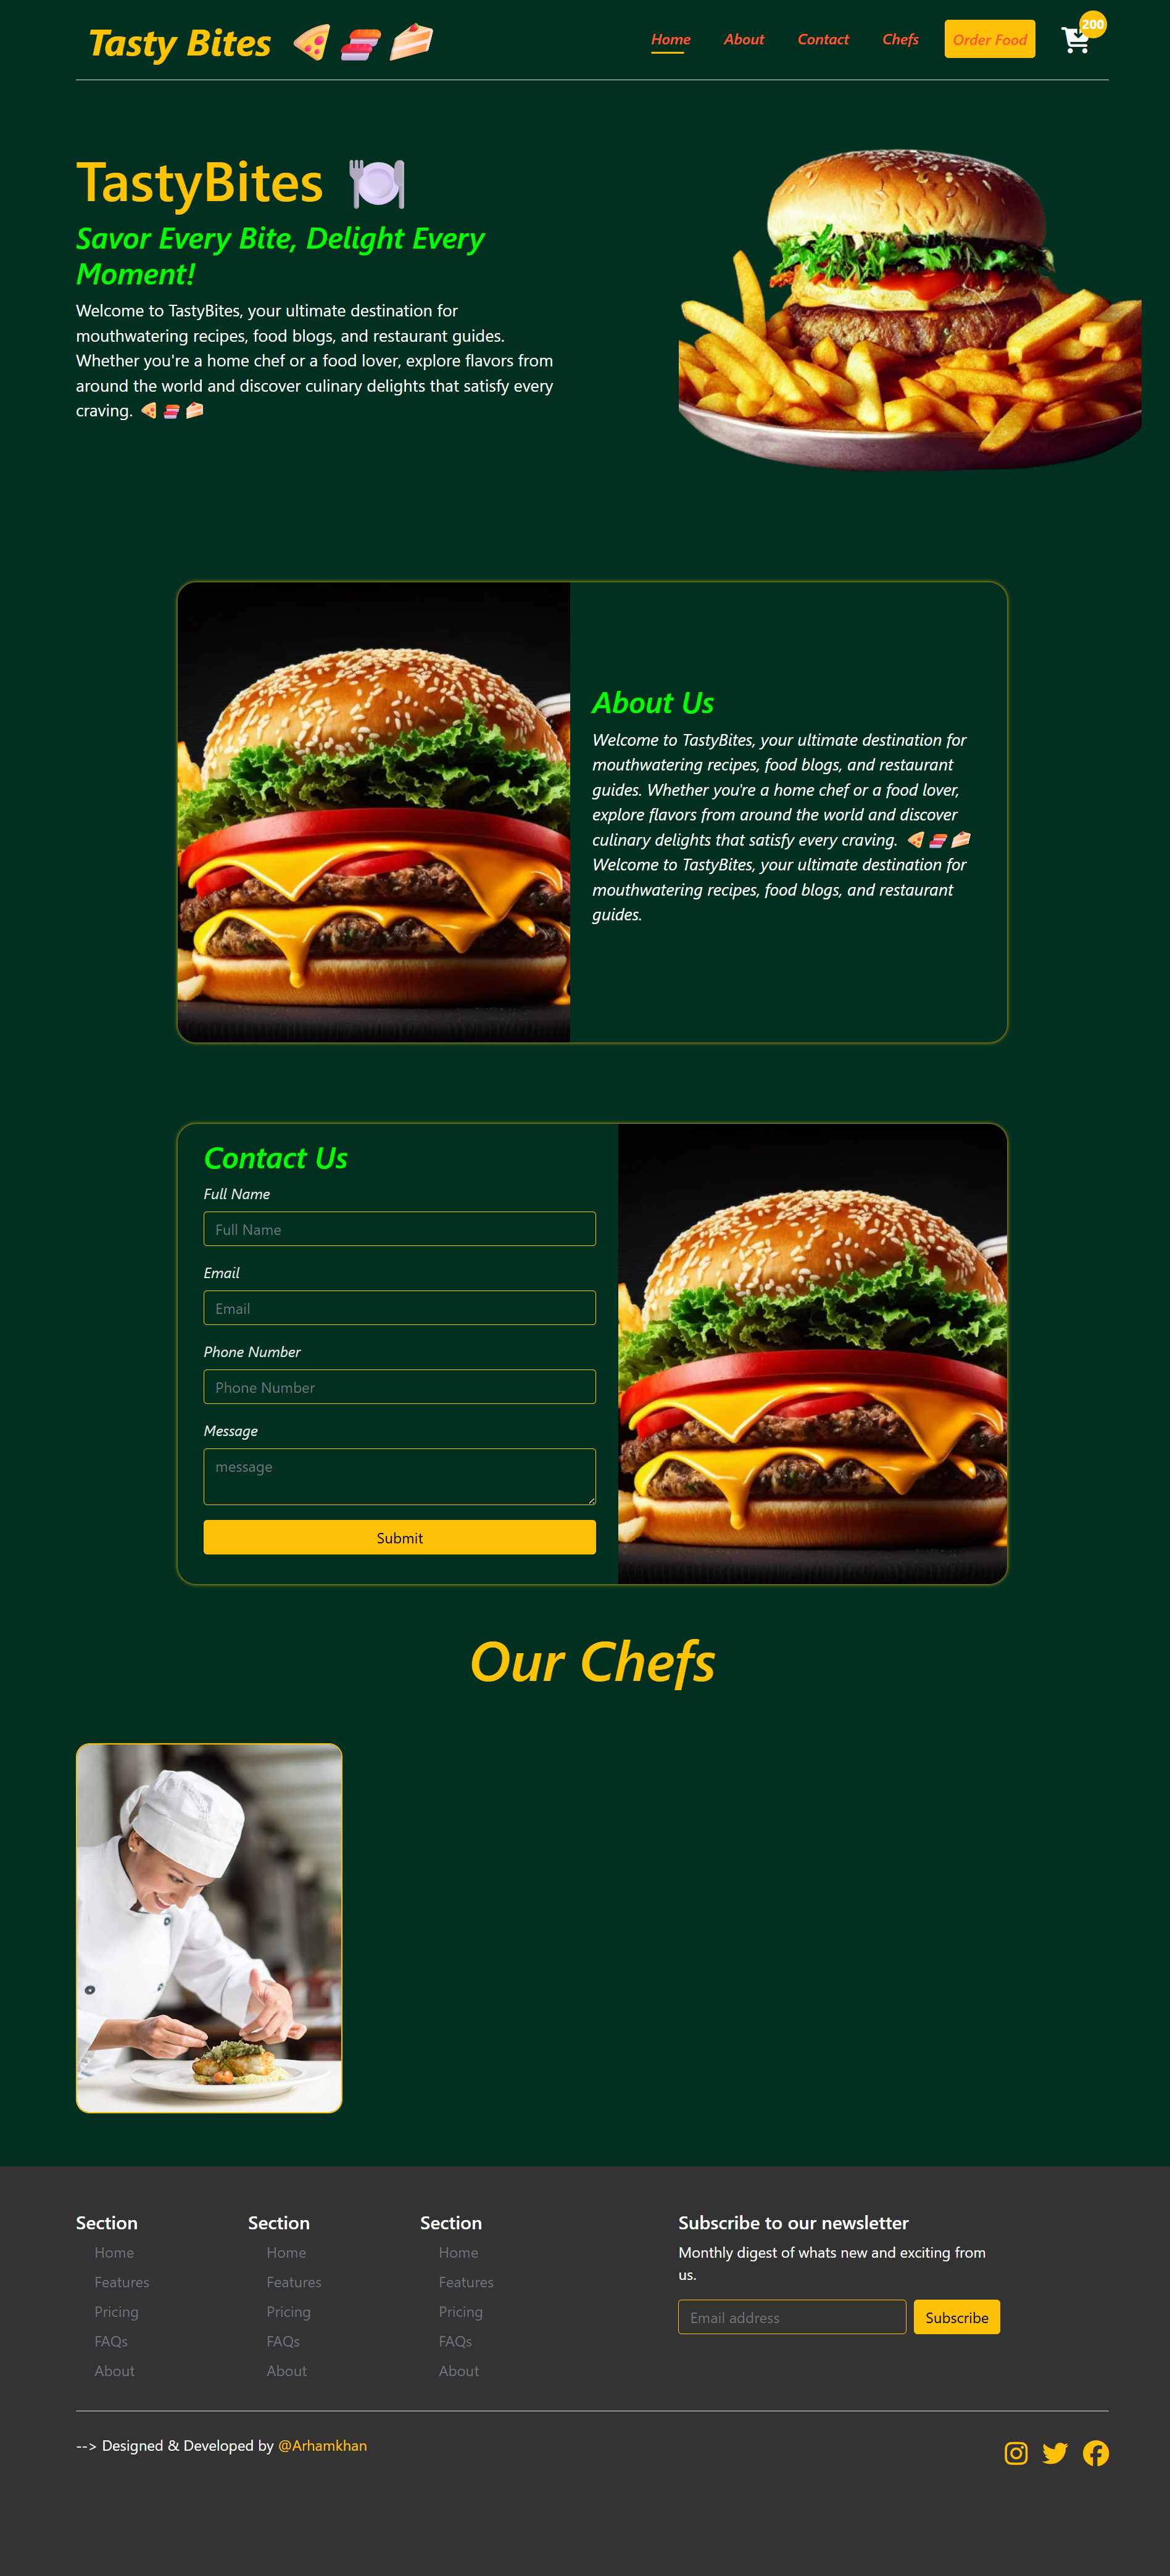 Tasty Bites 🍕🍣🍰
Home About Contact Chefs Order Food 200
TastyBites 🍽️
Savor Every Bite, Delight Every
Moment!
Welcome to TastyBites, your ultimate destination for
mouthwatering recipes, food blogs, and restaurant guides.
Whether you're a home chef or a food lover, explore flavors from
around the world and discover culinary delights that satisfy every
craving. 🍕🍣🍰
About Us
Welcome to TastyBites, your ultimate destination for
mouthwatering recipes, food blogs, and restaurant
guides. Whether you're a home chef or a food lover,
explore flavors from around the world and discover
culinary delights that satisfy every craving. 🍕🍣🍰
Welcome to TastyBites, your ultimate destination for
mouthwatering recipes, food blogs, and restaurant
guides.
Contact Us
Full Name
Full Name
Email
Email
Phone Number
Phone Number
Message
message
Submit
Our Chefs
Section
Home
Features
Pricing
FAQs
About
Section
Home
Features
Pricing
FAQs
About
Section
Home
Features
Pricing
FAQs
About
Subscribe to our newsletter
Monthly digest of whats new and exciting from
us.
Email address Subscribe
--> Designed & Developed by @Arhamkhan